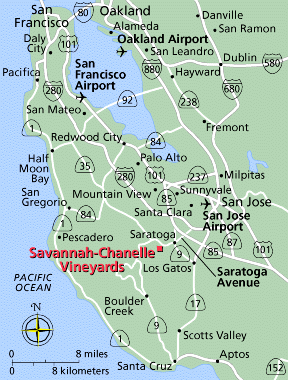 San
Francisco
80
Oakland
Alameda
Danville
San Ramon
Daly
City
101
Oakland Airport
San Leandro
Dublin
580
Pacifica
San
Francisco
Airport
880
Hayward
680
280
92
238
San Mateo
1
Redwood City
84
Fremont
Half
Moon
Bay
35
Palo Alto
280
101
237
Milpitas
Mountain View
Sunnyvale
85
San
Gregorio
84
1
Santa Clara
San Jose
San Jose
Airport
Pescadero
Saratoga
85
87
101
Savannah-Chanelle
Vineyards
9
Los Gatos
Saratoga
Avenue
PACIFIC
OCEAN
Boulder
Creek
17
N
9
1
Scotts Valley
0 8 miles
0 8 kilometers
Santa Cruz
Aptos
1
152